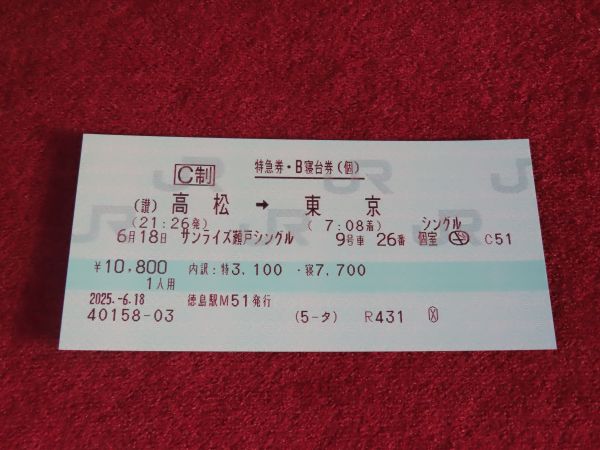 C制 特急券・B寝台券(個)
(讃) 高松 → 東京
(21:26発) (7:08着) シングル
6月18日 サンライズ瀬戸シングル 9号車 26番 個室 C51
¥10,800 内訳:特3,100 ・寝7,700
1人用
2025.-6.18 徳島駅M51発行
40158-03 (5-タ) R431
JR